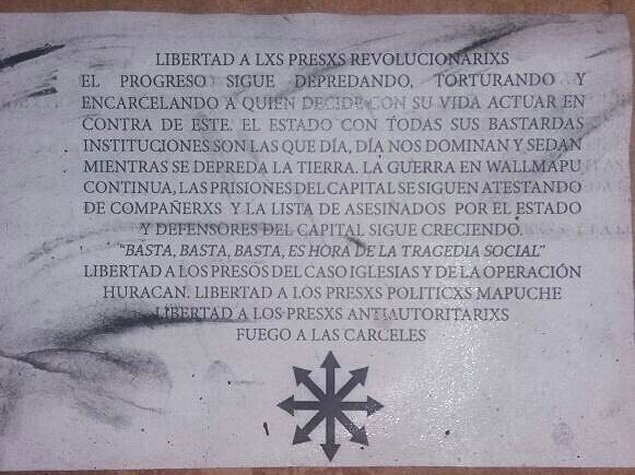 LIBERTAD A LXS PRESXS REVOLUCIONARIXS
EL PROGRESO SIGUE DEPREDANDO, TORTURANDO Y
ENCARCELANDO A QUIEN DECIDE CON SU VIDA ACTUAR EN
CONTRA DE ESTE. EL ESTADO CON TODAS SUS BASTARDAS
INSTITUCIONES SON LAS QUE DÍA, DÍA NOS DOMINAN Y SEDAN
MIENTRAS SE DEPREDA LA TIERRA. LA GUERRA EN WALLMAPU
CONTINUA, LAS PRISIONES DEL CAPITAL SE SIGUEN ATESTANDO
DE COMPAÑERXS Y LA LISTA DE ASESINADOS POR EL ESTADO
Y DEFENSORES DEL CAPITAL SIGUE CRECIENDO.
"BASTA, BASTA, BASTA, ES HORA DE LA TRAGEDIA SOCIAL"
LIBERTAD A LOS PRESOS DEL CASO IGLESIAS Y DE LA OPERACIÓN
HURACAN. LIBERTAD A LOS PRESXS POLITICXS MAPUCHE
LIBERTAD A LOS PRESXS ANTIAUTORITARIXS
FUEGO A LAS CARCELES